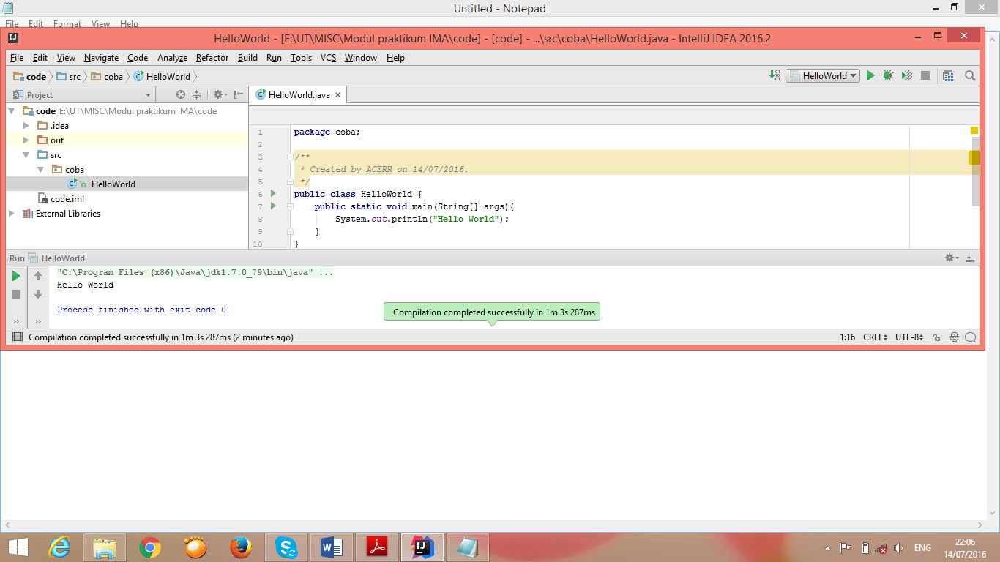 Untitled - Notepad
File Edit Format View Help
HelloWorld - [E:\UT\MISC\Modul praktikum IMA\code] - [code] - ...\src\coba\HelloWorld.java - IntelliJ IDEA 2016.2
File Edit View Navigate Code Analyze Refactor Build Run Tools VCS Window Help
code src coba HelloWorld
HelloWorld
Project
HelloWorld.java
code E:\UT\MISC\Modul praktikum IMA\code
.idea
out
src
coba
HelloWorld
code.iml
External Libraries
1 package coba;
2
3 /**
4 * Created by ACERR on 14/07/2016.
5 */
6 public class HelloWorld {
7 public static void main(String[] args){
8 System.out.println("Hello World");
9 }
10 }
Run HelloWorld
"C:\Program Files (x86)\Java\jdk1.7.0_79\bin\java" ...
Hello World
Process finished with exit code 0
Compilation completed successfully in 1m 3s 287ms
Compilation completed successfully in 1m 3s 287ms (2 minutes ago)
1:16 CRLF UTF-8
ENG
22:06
14/07/2016